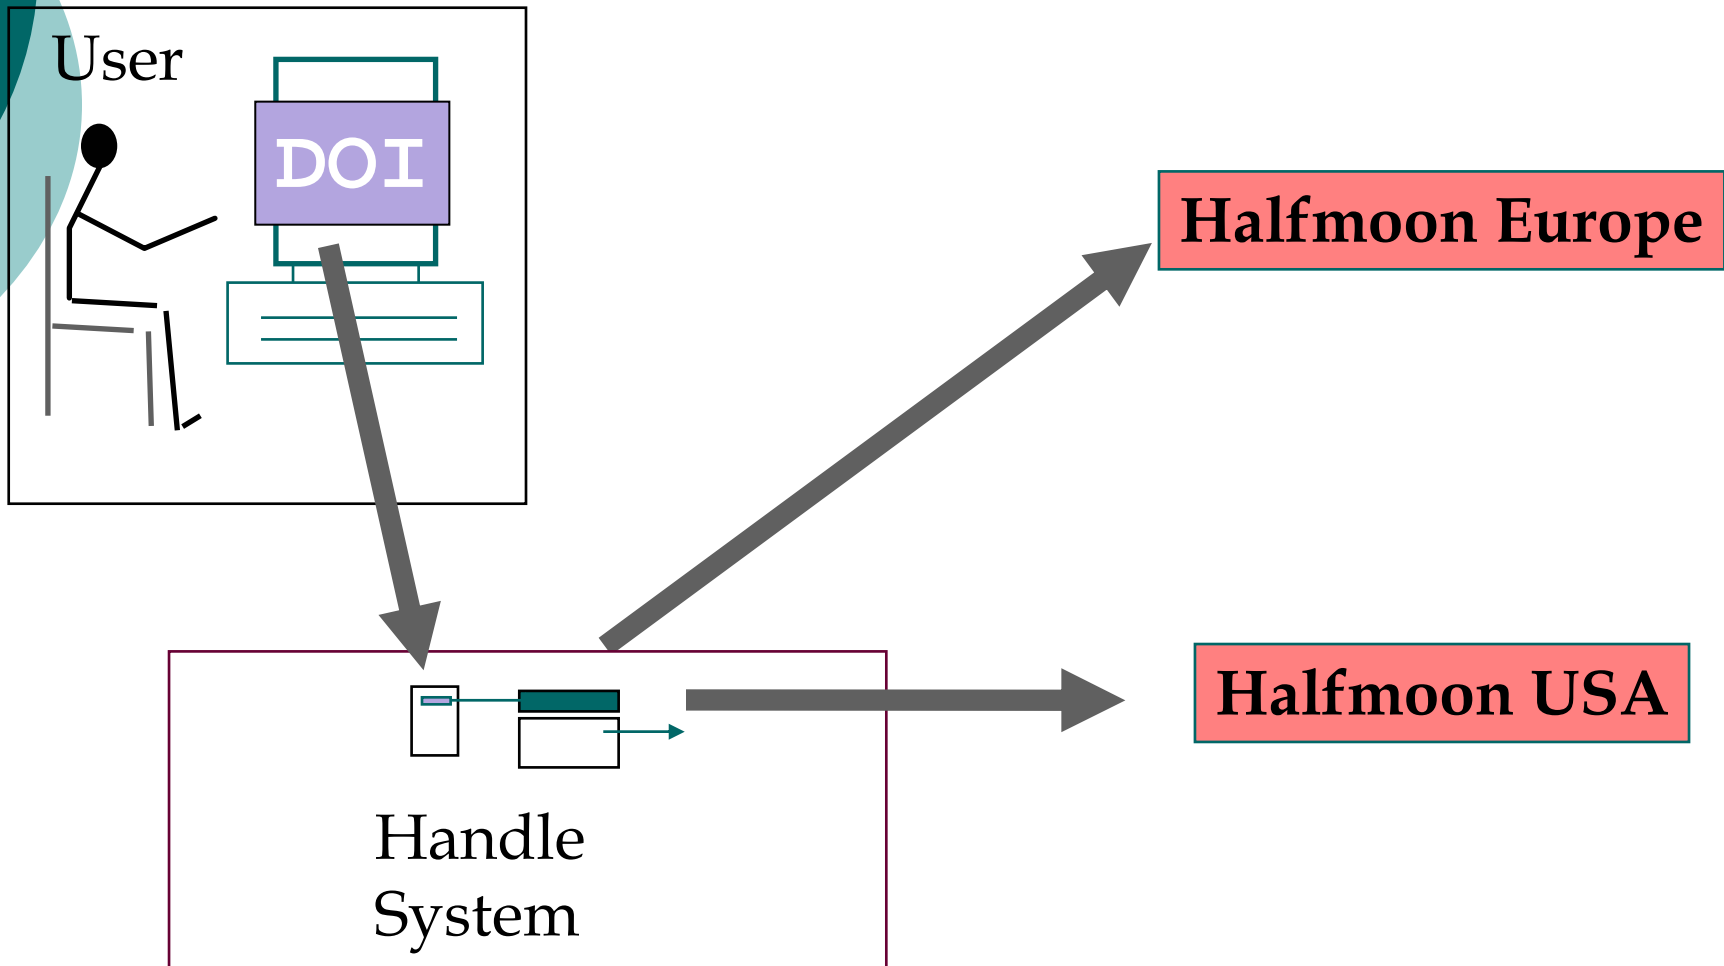 User
DOI
Halfmoon Europe
Halfmoon USA
Handle
System